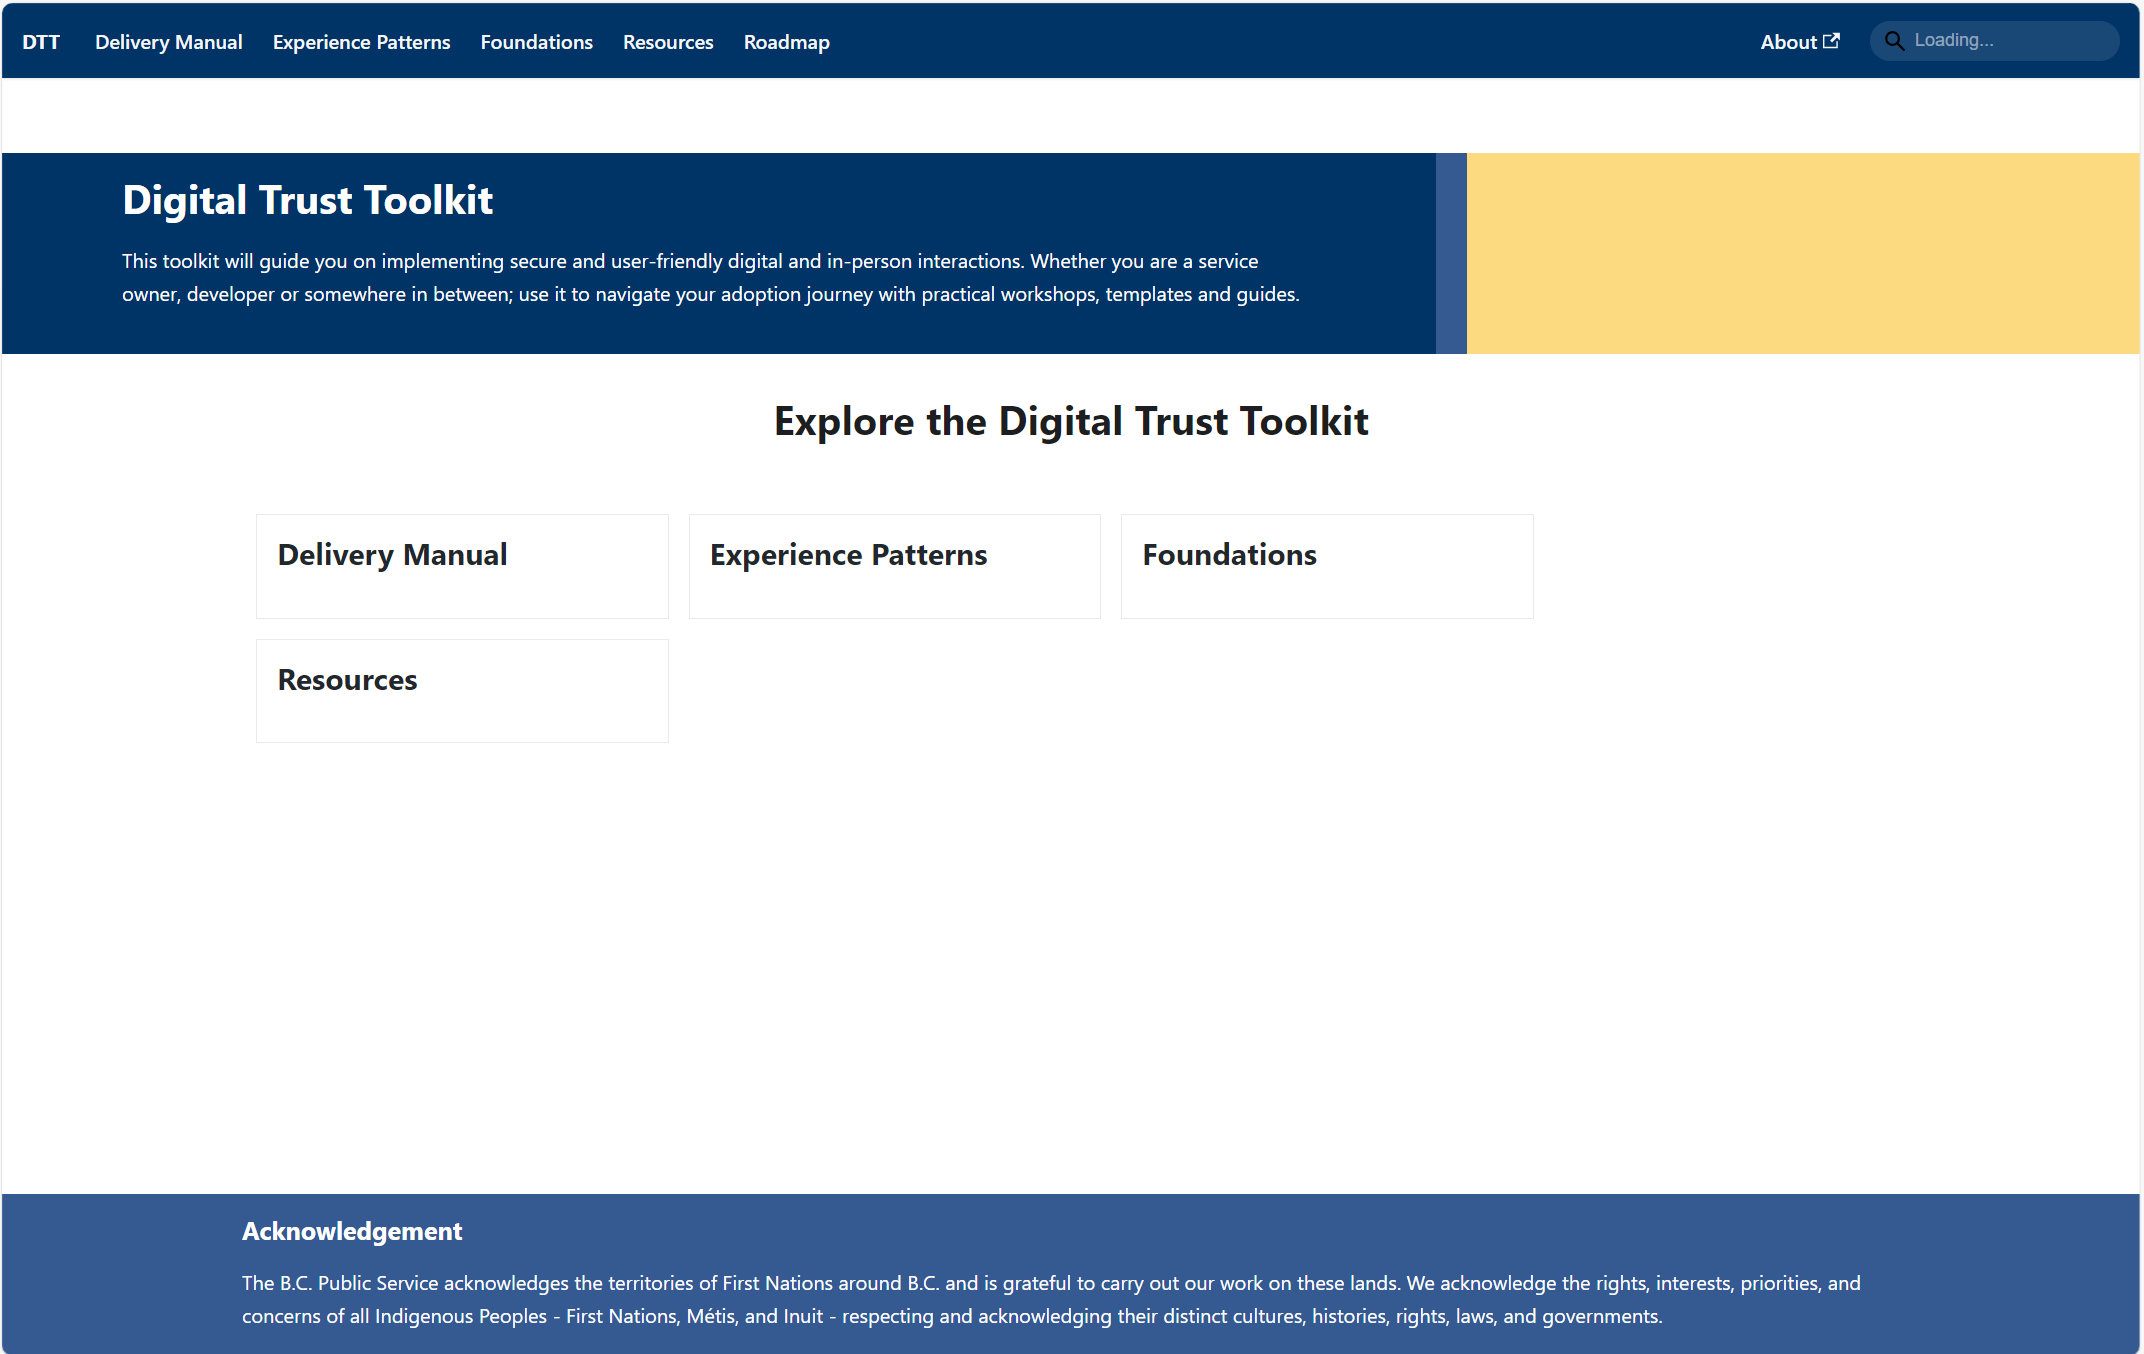 DTT Delivery Manual Experience Patterns Foundations Resources Roadmap About Loading...
Digital Trust Toolkit
This toolkit will guide you on implementing secure and user-friendly digital and in-person interactions. Whether you are a service
owner, developer or somewhere in between; use it to navigate your adoption journey with practical workshops, templates and guides.
Explore the Digital Trust Toolkit
Delivery Manual Experience Patterns Foundations
Resources
Acknowledgement
The B.C. Public Service acknowledges the territories of First Nations around B.C. and is grateful to carry out our work on these lands. We acknowledge the rights, interests, priorities, and
concerns of all Indigenous Peoples - First Nations, Métis, and Inuit - respecting and acknowledging their distinct cultures, histories, rights, laws, and governments.